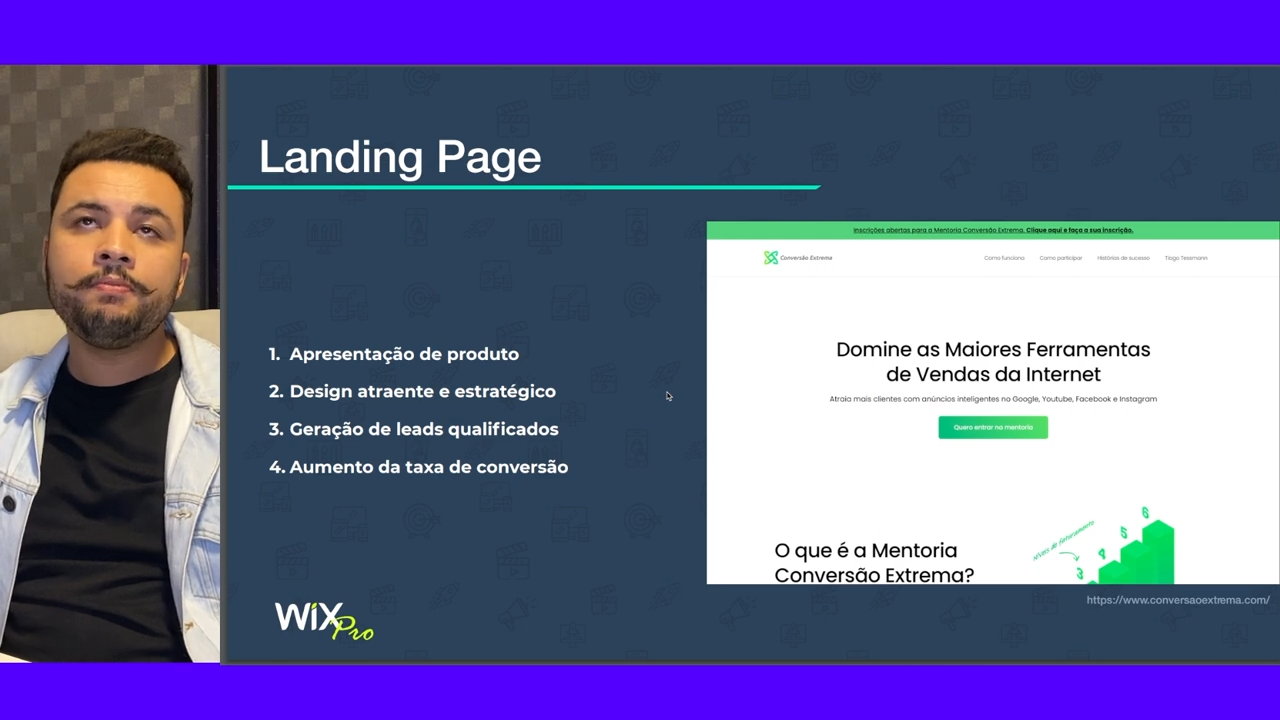 Landing Page
1. Apresentação de produto
2. Design atraente e estratégico
3. Geração de leads qualificados
4. Aumento da taxa de conversão
WiX Pro
Inscrições abertas para a Mentoria Conversão Extrema. Clique aqui e faça a sua inscrição.
Conversão Extrema
Como funciona
Como participar
Histórias de sucesso
Tiago Tessmann
Domine as Maiores Ferramentas
de Vendas da Internet
Atraia mais clientes com anúncios inteligentes no Google, Youtube, Facebook e Instagram
Quero entrar na mentoria
O que é a Mentoria
Conversão Extrema?
Níveis de faturamento
3
4
5
6
https://www.conversaoextrema.com/